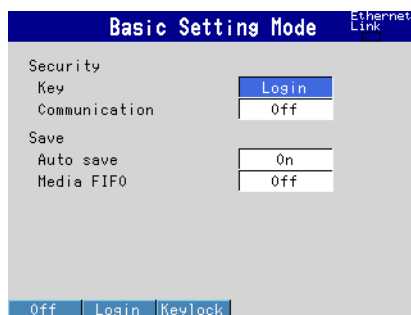 Basic Setting Mode
Ethernet
Link
Security
Key Login
Communication Off
Save
Auto save On
Media FIFO Off
Off Login Keylock